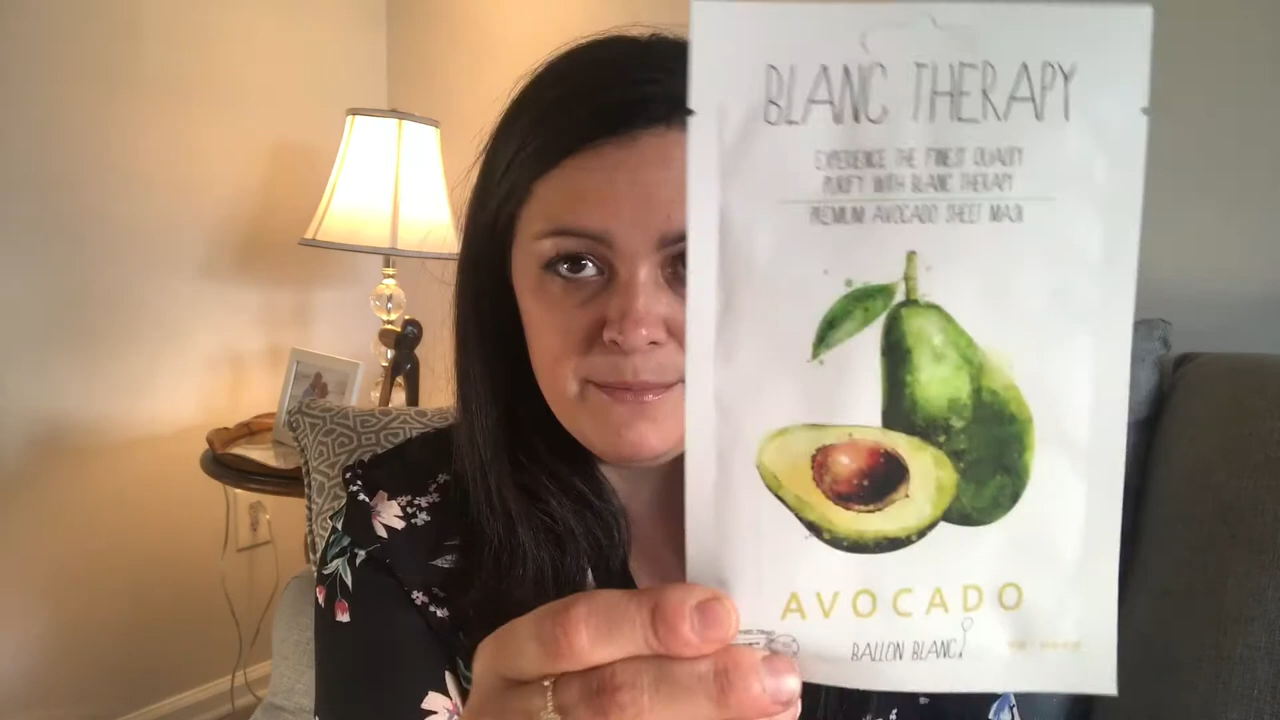 BLANC THERAPY
EXPERIENCE THE FINEST QUALITY
PURIFY WITH BLANC THERAPY
PREMIUM AVOCADO SHEET MASK
AVOCADO
BALLON BLANC